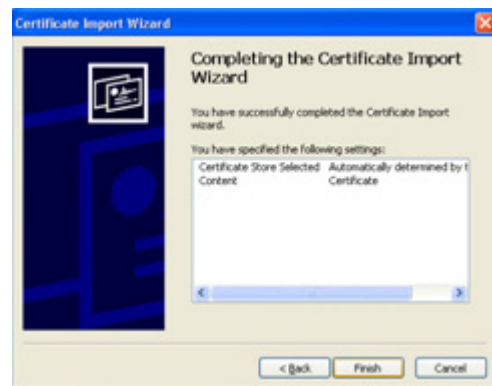 Certificate Import Wizard
Completing the Certificate Import
Wizard
You have successfully completed the Certificate Import
wizard.
You have specified the following settings:
Certificate Store Selected Automatically determined by t
Content Certificate
< Back Finish Cancel